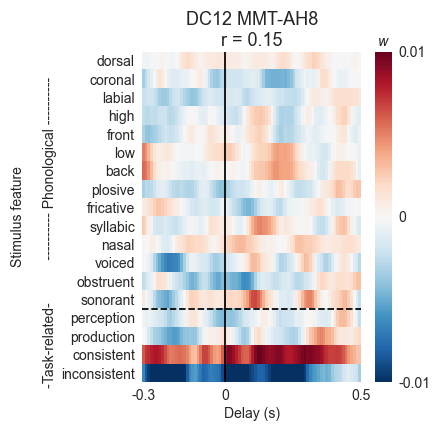 DC12 MMT-AH8
r = 0.15
w
Stimulus feature
-Task-related- ---------- Phonological ----------
dorsal
coronal
labial
high
front
low
back
plosive
fricative
syllabic
nasal
voiced
obstruent
sonorant
perception
production
consistent
inconsistent
0.01
0
-0.01
-0.3 0 0.5
Delay (s)